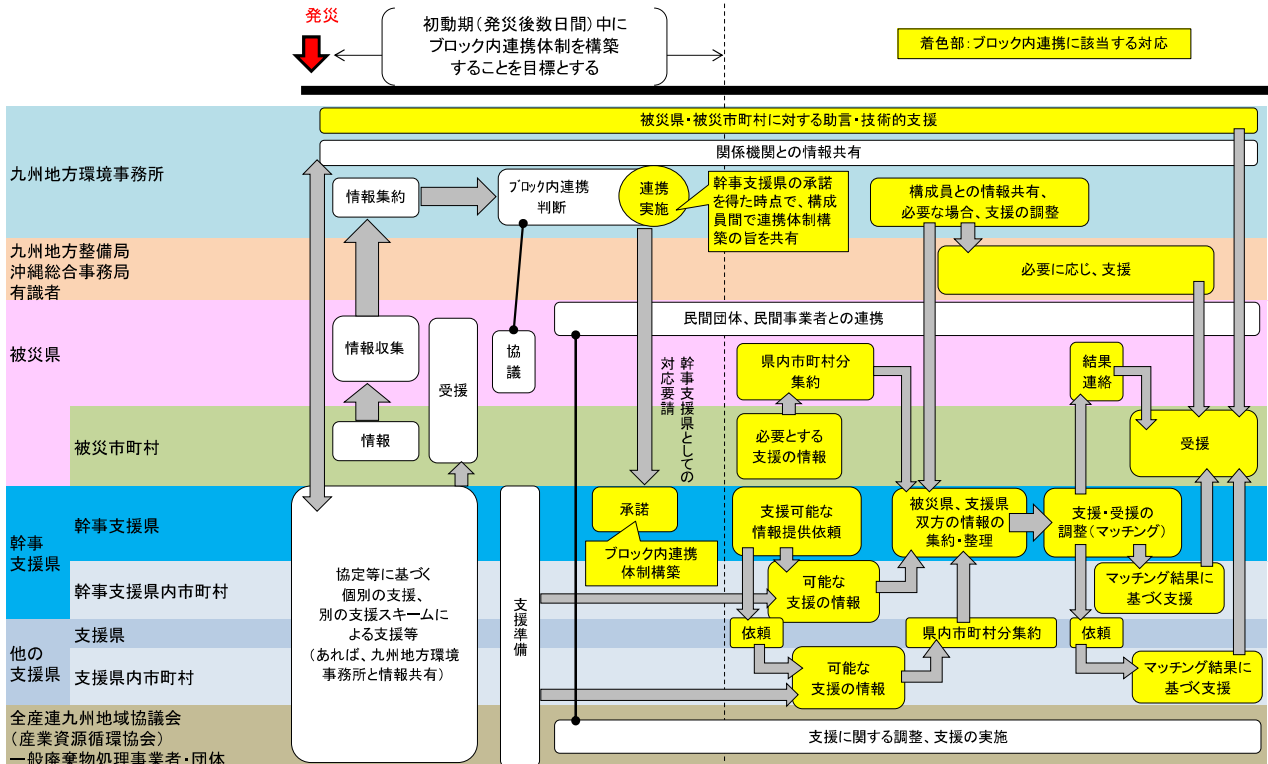 発災
初動期(発災後数日間)中に
ブロック内連携体制を構築
することを目標とする
着色部:ブロック内連携に該当する対応
九州地方環境事務所
被災県・被災市町村に対する助言・技術的支援
関係機関との情報共有
情報集約
ブロック内連携
判断
連携
実施
幹事支援県の承諾
を得た時点で、構成
員間で連携体制構
築の旨を共有
構成員との情報共有、
必要な場合、支援の調整
九州地方整備局
沖縄総合事務局
有識者
必要に応じ、支援
被災県
民間団体、民間事業者との連携
情報収集
受援
協議
幹事支援県としての
対応要請
県内市町村分
集約
結果
連絡
被災市町村
情報
必要とする
支援の情報
受援
幹事
支援県
幹事支援県
承諾
ブロック内連携
体制構築
支援可能な
情報提供依頼
被災県、支援県
双方の情報の
集約・整理
支援・受援の
調整(マッチング)
幹事支援県内市町村
協定等に基づく
個別の支援、
別の支援スキームに
よる支援等
(あれば、九州地方環境
事務所と情報共有)
支援準備
可能な
支援の情報
マッチング結果に
基づく支援
他の
支援県
支援県
依頼
県内市町村分集約
依頼
支援県内市町村
可能な
支援の情報
マッチング結果に
基づく支援
全産連九州地域協議会
(産業資源循環協会)
一般廃棄物処理事業者・団体
支援に関する調整、支援の実施